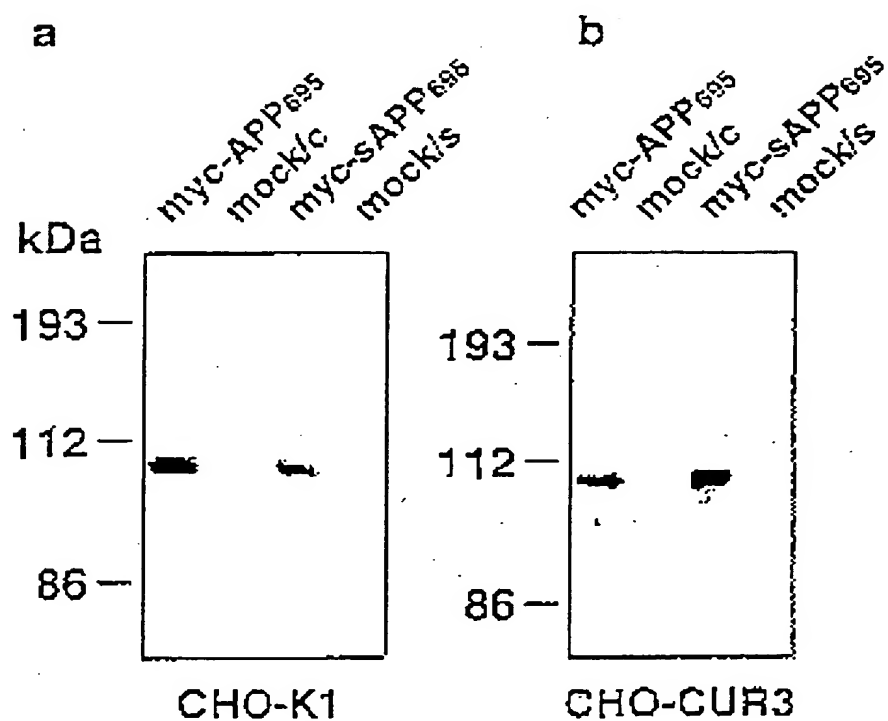 a
myc-APP695
mock/c
myc-sAPP695
mock/s
kDa
193
112
86
CHO-K1
b
myc-APP695
mock/c
myc-sAPP695
mock/s
193
112
86
CHO-CUR3